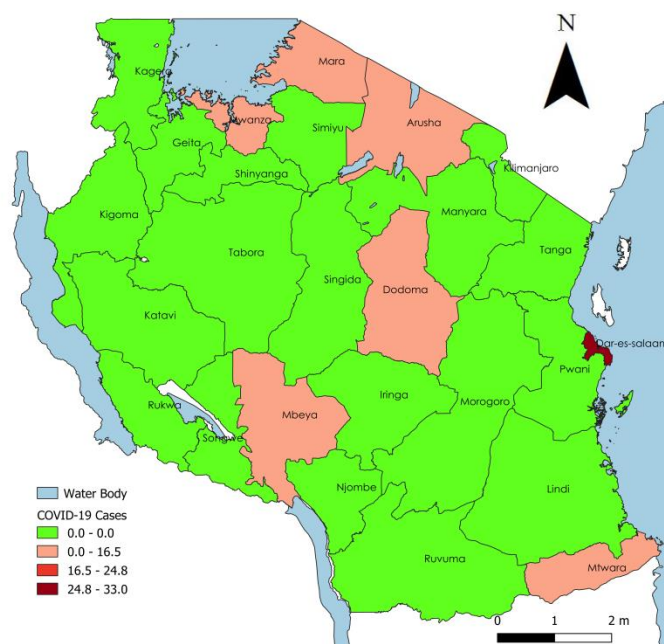 N
Mara
Kagera
Mwanza
Arusha
Simiyu
Geita
Kilimanjaro
Shinyanga
Kigoma
Manyara
Tabora
Tanga
Singida
Dodoma
Katavi
Dar-es-salaam
Pwani
Iringa
Morogoro
Rukwa
Mbeya
Songwe
Njombe
Lindi
Ruvuma
Mtwara
Water Body
COVID-19 Cases
0.0 - 0.0
0.0 - 16.5
16.5 - 24.8
24.8 - 33.0
0 1 2 m